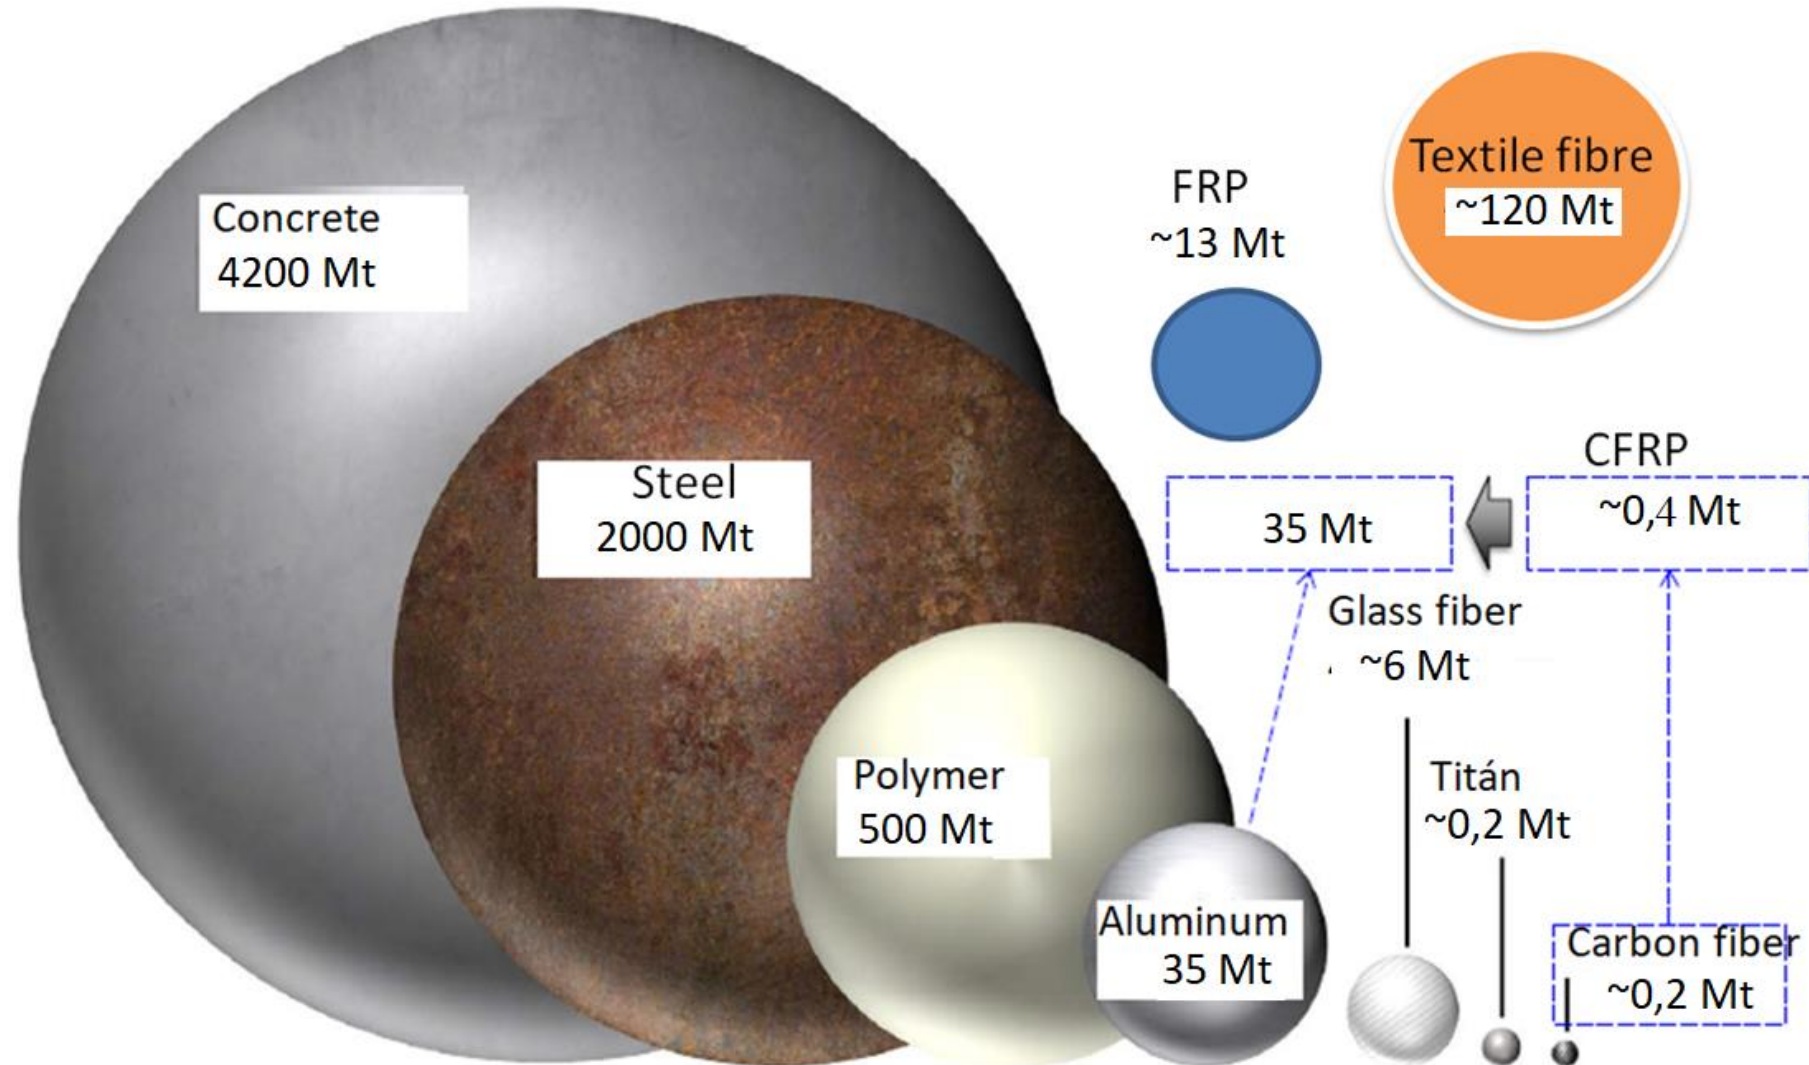 Concrete
4200 Mt
Steel
2000 Mt
Polymer
500 Mt
Aluminum
35 Mt
FRP
~13 Mt
Textile fibre
~120 Mt
CFRP
~0,4 Mt
35 Mt
Glass fiber
~6 Mt
Titán
~0,2 Mt
Carbon fiber
~0,2 Mt